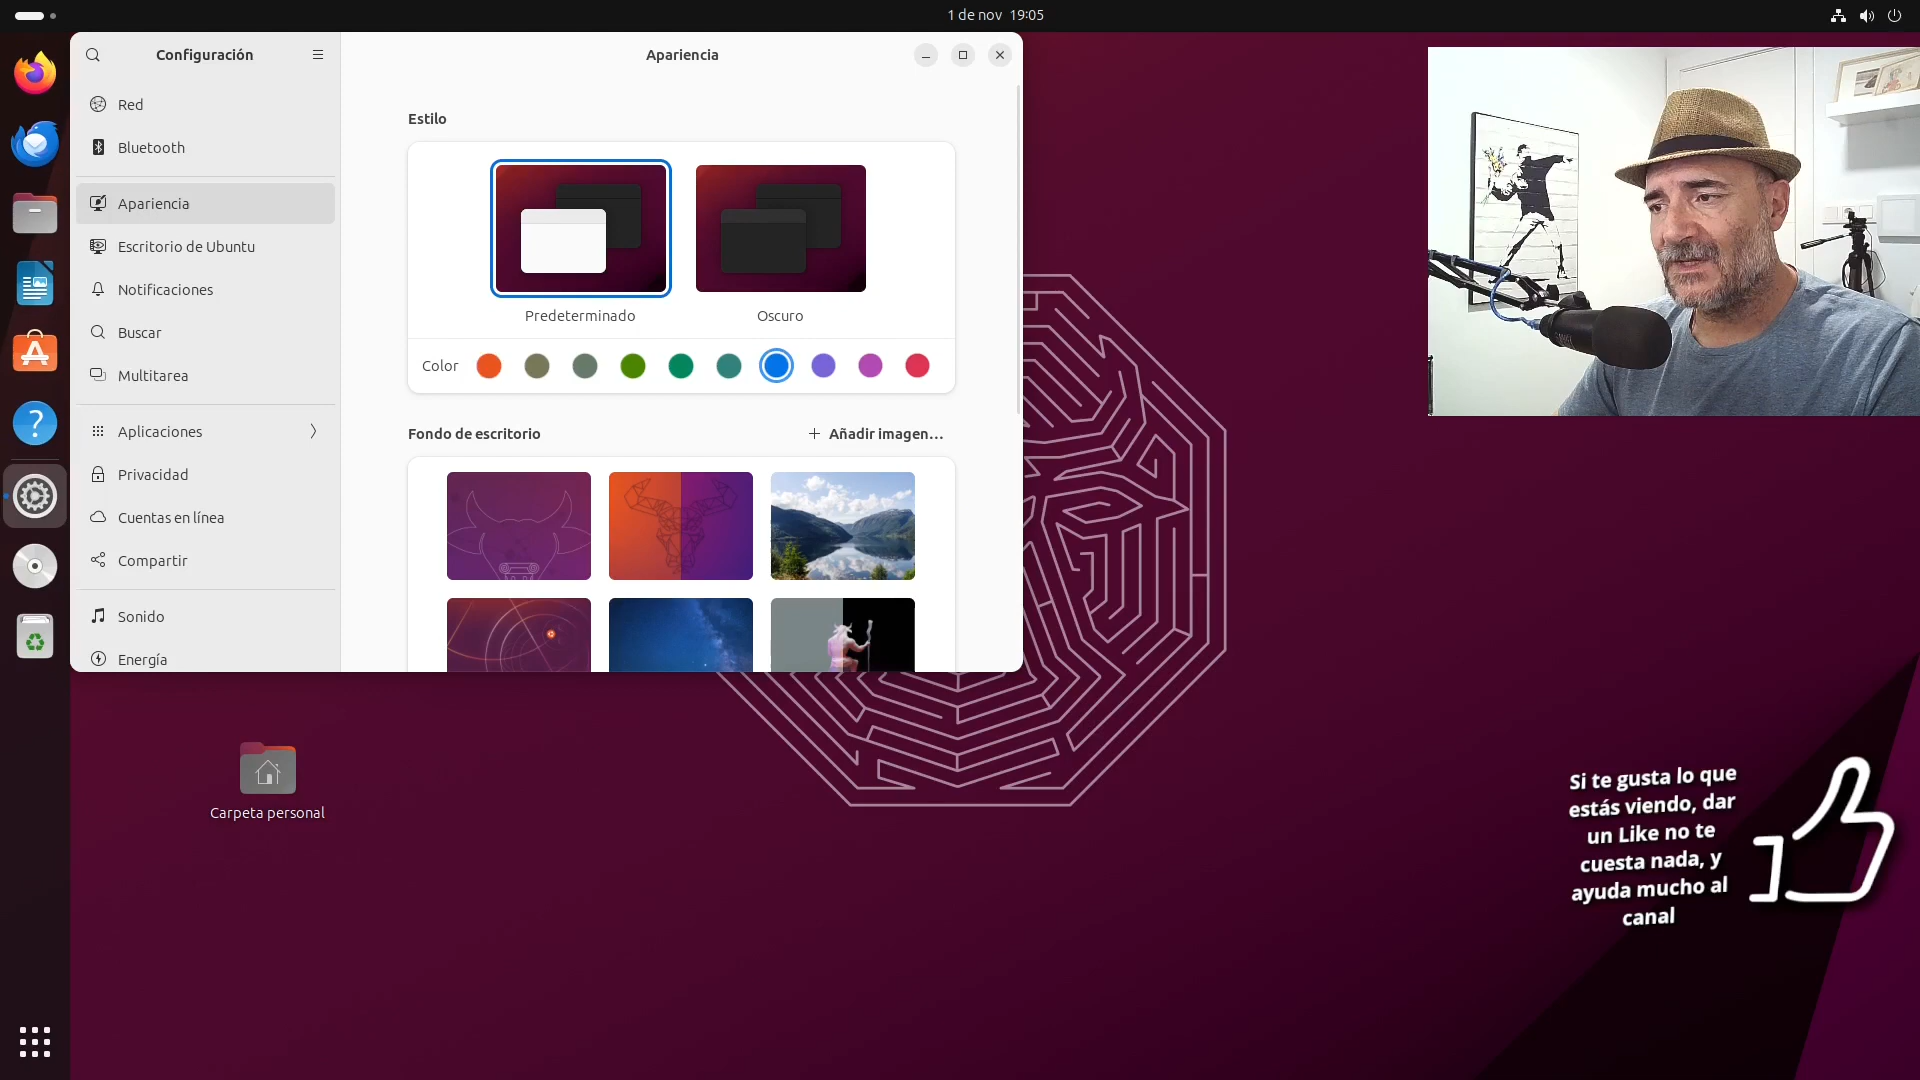 1 de nov 19:05
Configuración
Apariencia
Red
Bluetooth
Apariencia
Escritorio de Ubuntu
Notificaciones
Buscar
Multitarea
Aplicaciones
Privacidad
Cuentas en línea
Compartir
Sonido
Energía
Estilo
Predeterminado
Oscuro
Color
Fondo de escritorio
Añadir imagen...
Carpeta personal
Si te gusta lo que
estás viendo, dar
un Like no te
cuesta nada, y
ayuda mucho al
canal